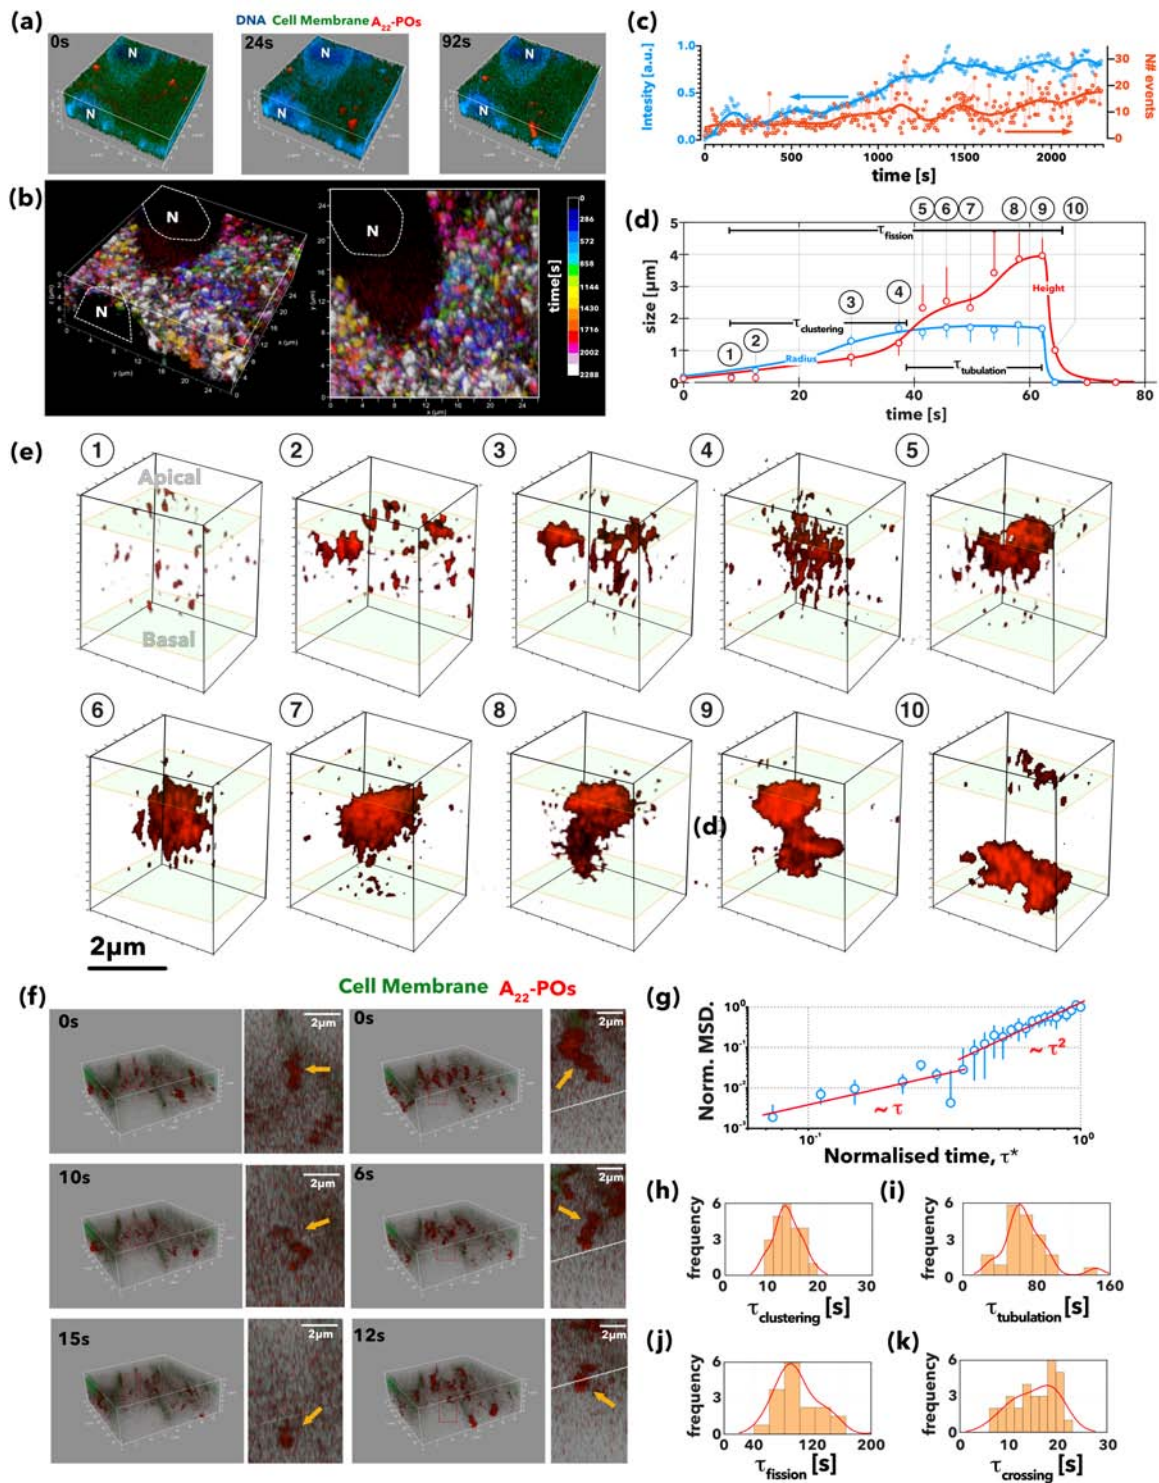 (a)
DNA Cell Membrane A₂₂-POs
0s
24s
92s
N
N
N
N
N
N
(b)
N
N
N
time[s]
0
286
572
858
1144
1430
1716
2002
2288
x [µm]
y [µm]
x [µm]
(c)
Intesity [a.u.]
1.0
0.5
0.0
N# events
30
20
10
0
0 500 1000 1500 2000
time [s]
(d)
5 6 7 8 9 10
τfission
3
4
τclustering
1
2
Radius
Height
τtubulation
size [µm]
5
4
3
2
1
0
0 20 40 60 80
time [s]
(e)
1 2 3 4 5
Apical
Basal
6 7 8 9 10
(d)
2µm
(f)
Cell Membrane A₂₂-POs
0s
2µm
0s
2µm
10s
2µm
6s
2µm
15s
2µm
12s
2µm
(g)
Norm. MSD.
10⁰
10⁻¹
10⁻²
10⁻³
~ τ²
~ τ
10⁻¹ 10⁰
Normalised time, τ*
(h)
frequency
6
3
0
10 20 30
τclustering [s]
(i)
frequency
6
3
0
0 80 160
τtubulation [s]
(j)
frequency
6
3
0
40 120 200
τfission [s]
(k)
frequency
6
3
0
0 10 20 30
τcrossing [s]